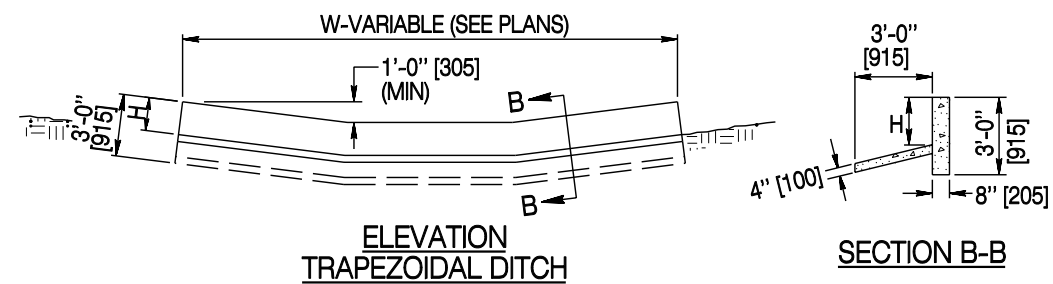 W-VARIABLE (SEE PLANS)
1'-0" [305]
(MIN)
B
H
3'-0"
[915]
B
ELEVATION
TRAPEZOIDAL DITCH
3'-0"
[915]
H
3'-0"
[915]
4" [100]
8" [205]
SECTION B-B